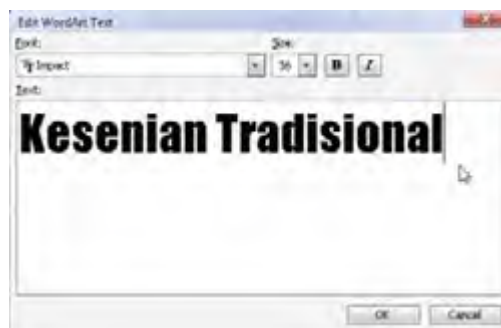 Edit WordArt Text
Font: Size:
Impact 36 B I
Text:
Kesenian Tradisional
OK Cancel